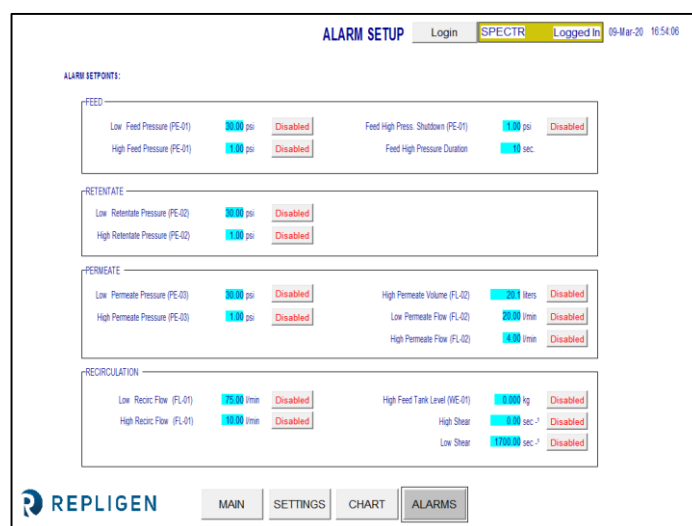 ALARM SETUP Login SPECTR Logged In 09-Mar-20 16:54:06
ALARM SETPOINTS:
FEED
Low Feed Pressure (PE-01) 30.00 psi Disabled Feed High Press. Shutdown (PE-01) 1.00 psi Disabled
High Feed Pressure (PE-01) 1.00 psi Disabled Feed High Pressure Duration 10 sec.
RETENTATE
Low Retentate Pressure (PE-02) 30.00 psi Disabled
High Retentate Pressure (PE-02) 1.00 psi Disabled
PERMEATE
Low Permeate Pressure (PE-03) 30.00 psi Disabled High Permeate Volume (FL-02) 20.1 liters Disabled
High Permeate Pressure (PE-03) 1.00 psi Disabled Low Permeate Flow (FL-02) 20.00 l/min Disabled
High Permeate Flow (FL-02) 4.00 l/min Disabled
RECIRCULATION
Low Recirc Flow (FL-01) 75.00 l/min Disabled High Feed Tank Level (WE-01) 0.000 kg Disabled
High Recirc Flow (FL-01) 10.00 l/min Disabled High Shear 0.00 sec -¹ Disabled
Low Shear 1700.00 sec -¹ Disabled
REPLIGEN MAIN SETTINGS CHART ALARMS